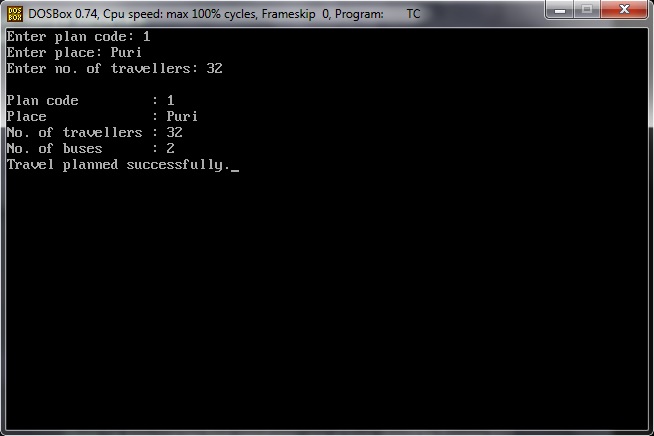 DOS
BOX
DOSBox 0.74, Cpu speed: max 100% cycles, Frameskip 0, Program: TC
Enter plan code: 1
Enter place: Puri
Enter no. of travellers: 32
Plan code : 1
Place : Puri
No. of travellers : 32
No. of buses : 2
Travel planned successfully._